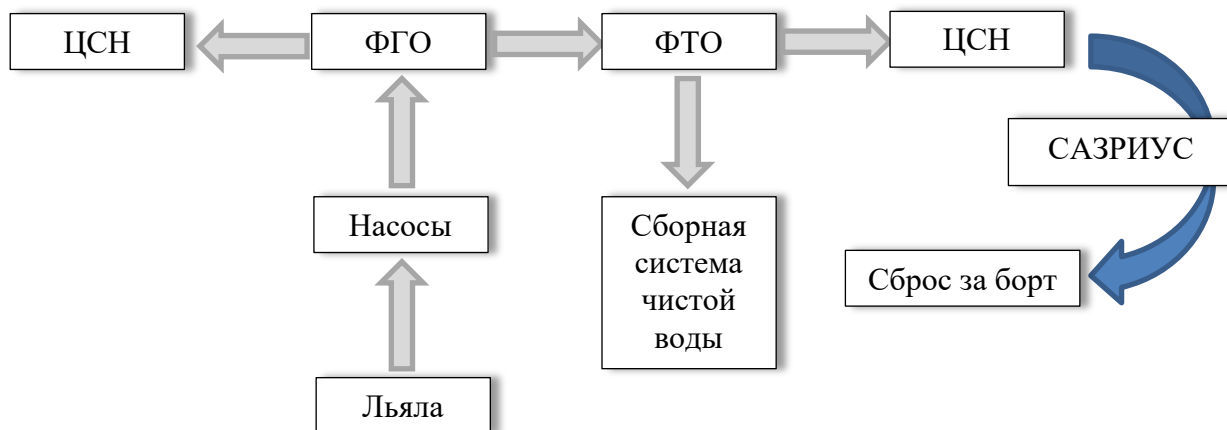 ЦСН
ФГО
ФТО
ЦСН
САЗРИУС
Насосы
Сборная
система
чистой
воды
Сброс за борт
Льяла